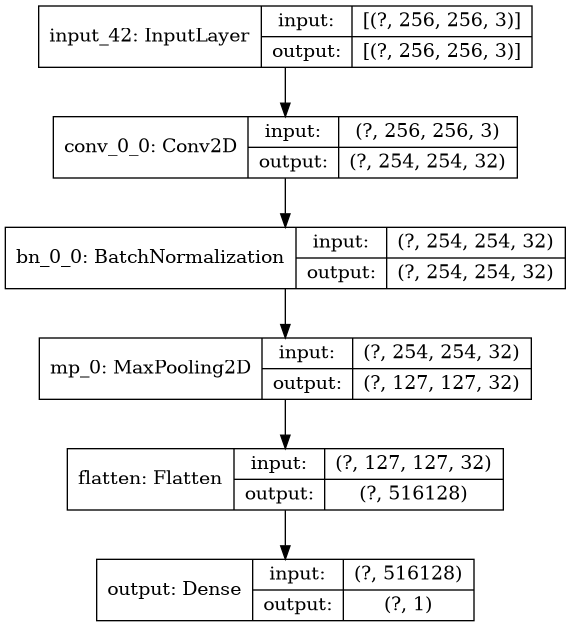 input_42: InputLayer
input: [(?, 256, 256, 3)]
output: [(?, 256, 256, 3)]
conv_0_0: Conv2D
input: (?, 256, 256, 3)
output: (?, 254, 254, 32)
bn_0_0: BatchNormalization
input: (?, 254, 254, 32)
output: (?, 254, 254, 32)
mp_0: MaxPooling2D
input: (?, 254, 254, 32)
output: (?, 127, 127, 32)
flatten: Flatten
input: (?, 127, 127, 32)
output: (?, 516128)
output: Dense
input: (?, 516128)
output: (?, 1)